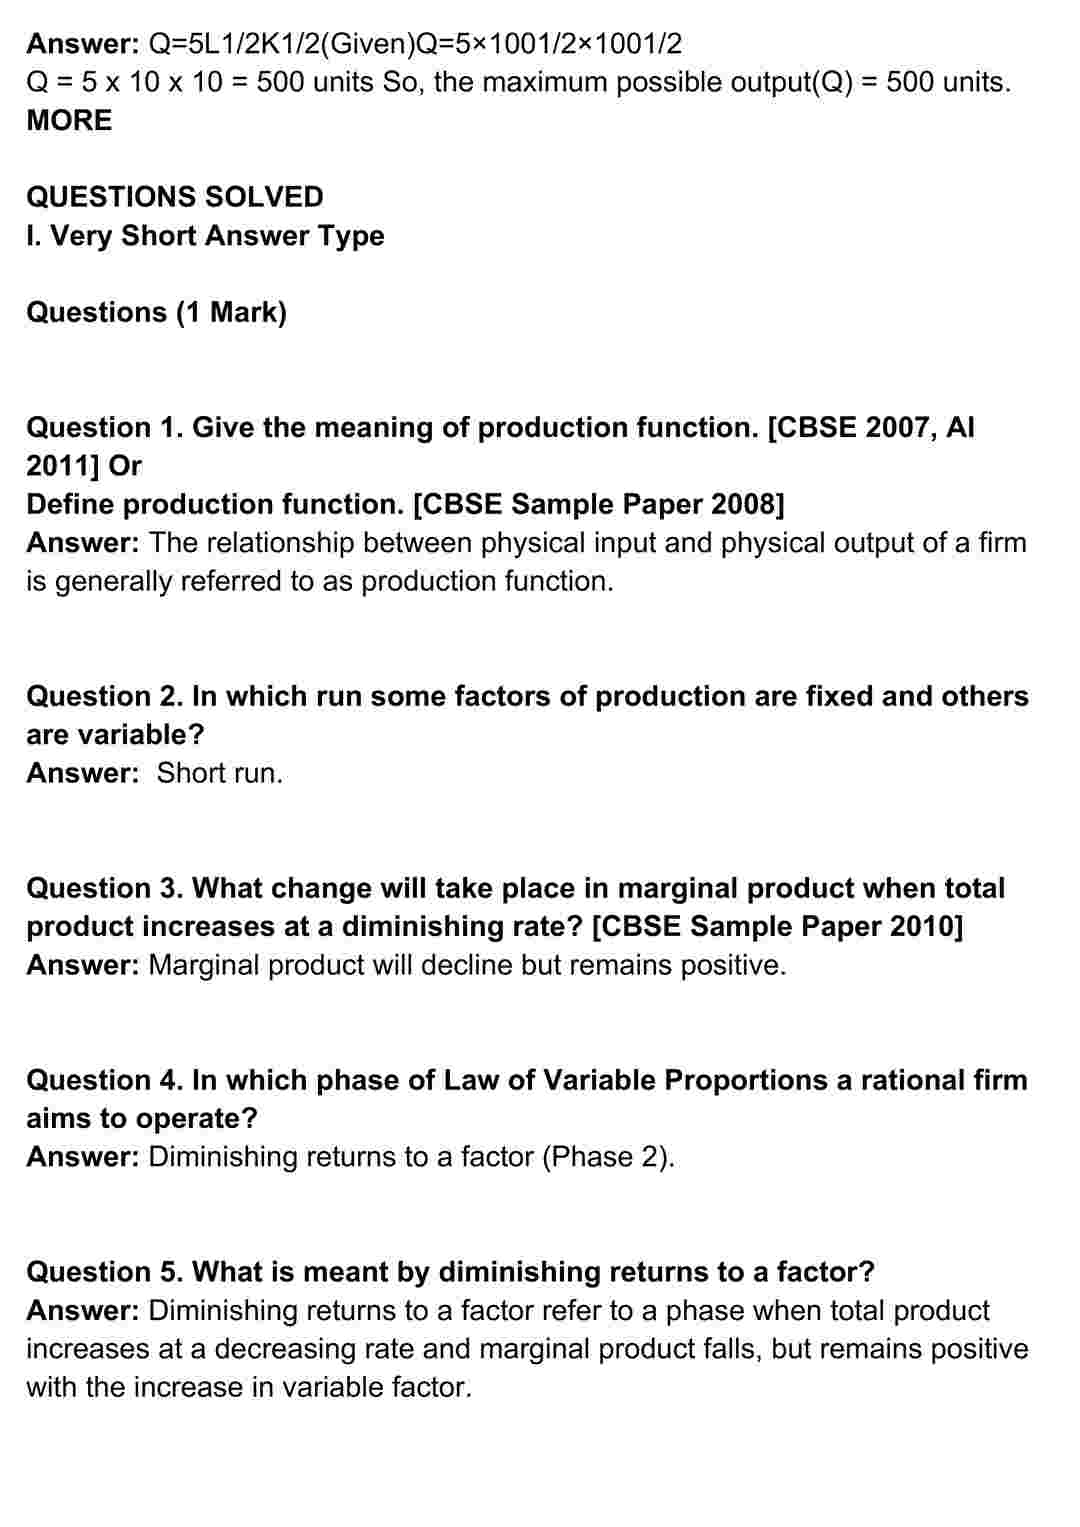 Answer: Q=5L1/2K1/2(Given)Q=5×1001/2×1001/2
Q = 5 x 10 x 10 = 500 units So, the maximum possible output(Q) = 500 units.
MORE
QUESTIONS SOLVED
I. Very Short Answer Type
Questions (1 Mark)
Question 1. Give the meaning of production function. [CBSE 2007, AI
2011] Or
Define production function. [CBSE Sample Paper 2008]
Answer: The relationship between physical input and physical output of a firm
is generally referred to as production function.
Question 2. In which run some factors of production are fixed and others
are variable?
Answer:  Short run.
Question 3. What change will take place in marginal product when total
product increases at a diminishing rate? [CBSE Sample Paper 2010]
Answer: Marginal product will decline but remains positive.
Question 4. In which phase of Law of Variable Proportions a rational firm
aims to operate?
Answer: Diminishing returns to a factor (Phase 2).
Question 5. What is meant by diminishing returns to a factor?
Answer: Diminishing returns to a factor refer to a phase when total product
increases at a decreasing rate and marginal product falls, but remains positive
with the increase in variable factor.